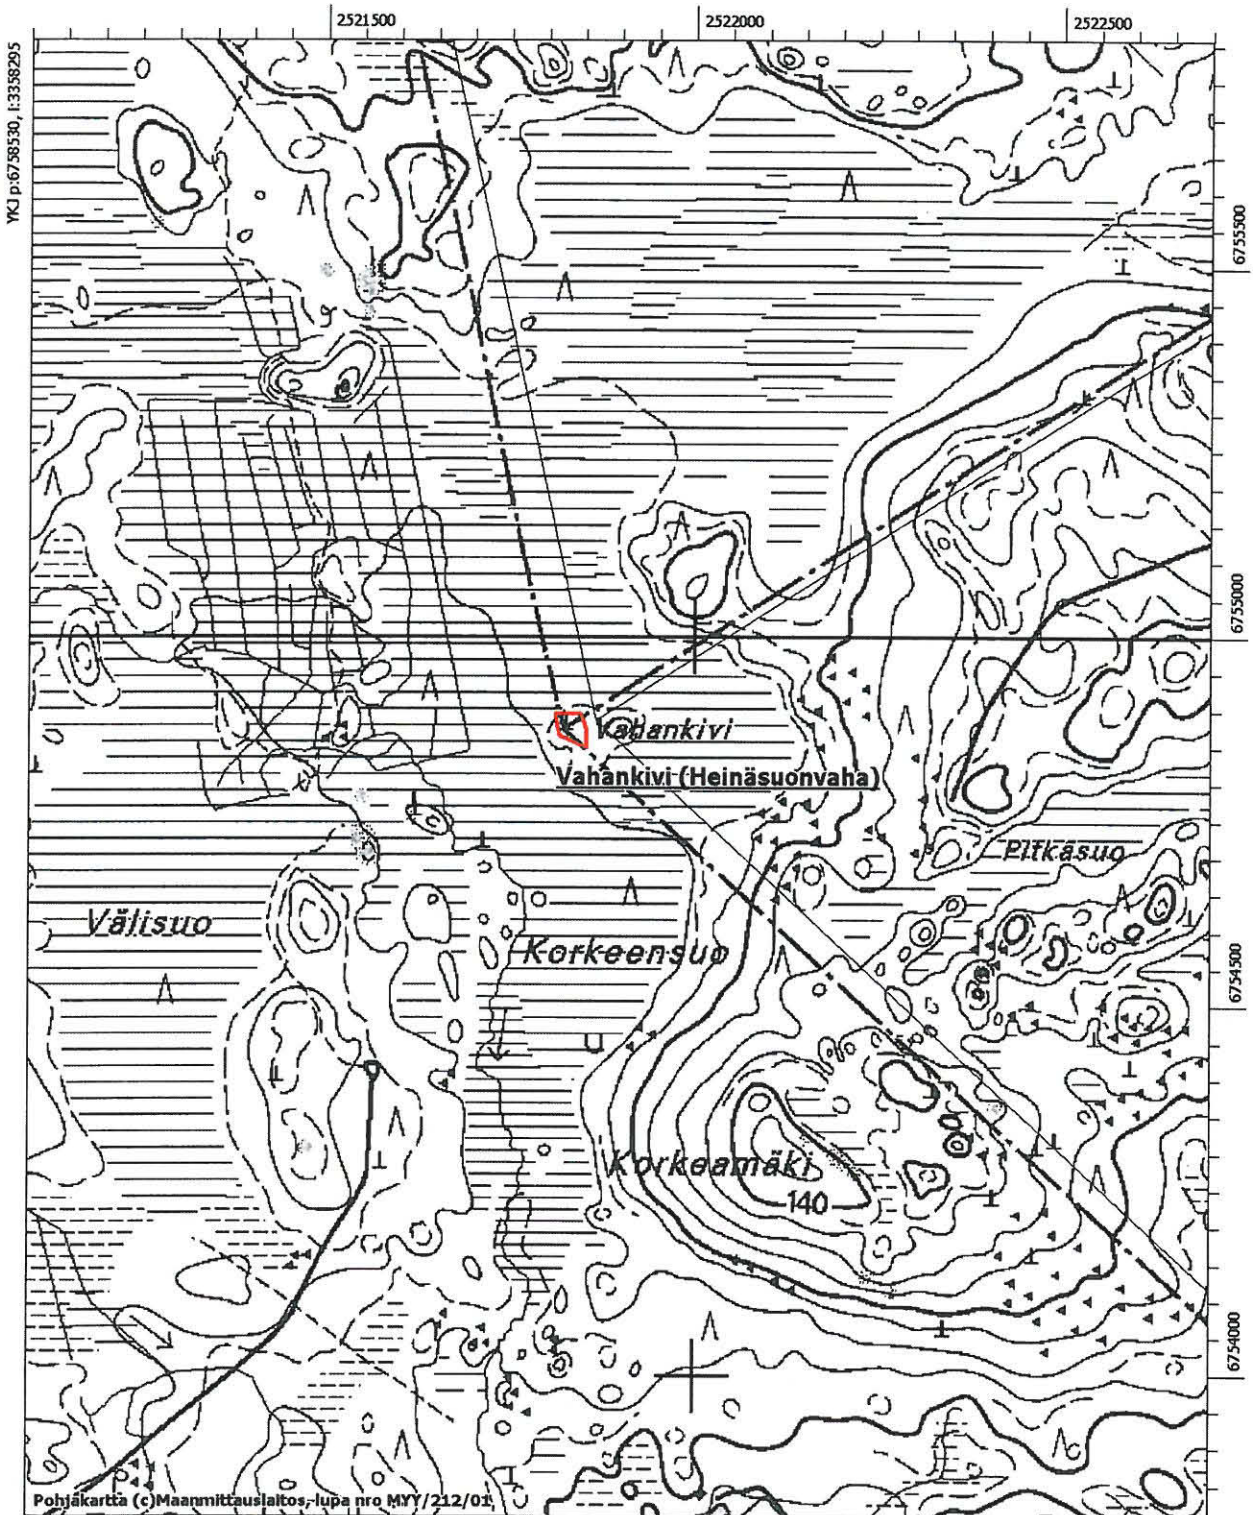 2521500
2522000
2522500
YKJ p:6758530, i:3358295
6755500
6755000
Vahankivi
Vahankivi (Heinäsuonvaha)
Pitkäsuo
Välisuo
Korkeensuo
6754500
Korkeamäki
140
6754000
Pohjakartta (c)Maanmittauslaitos, lupa nro MYY/212/01